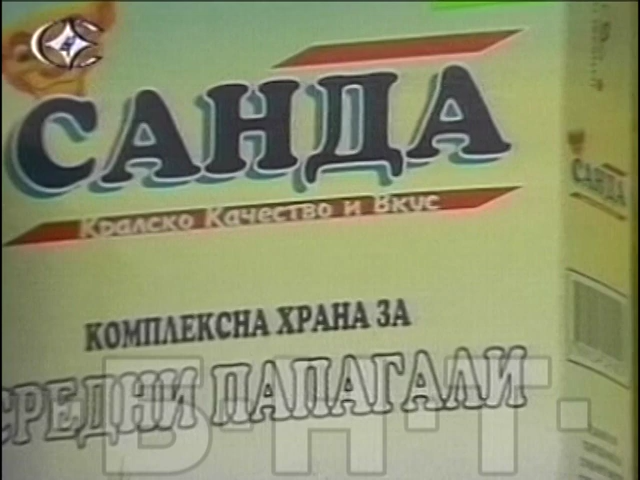 САНДА
Кралско Качество и Вкус
КОМПЛЕКСНА ХРАНА ЗА
СРЕДНИ ПАПАГАЛИ
САНДА
Б·Н·Т·